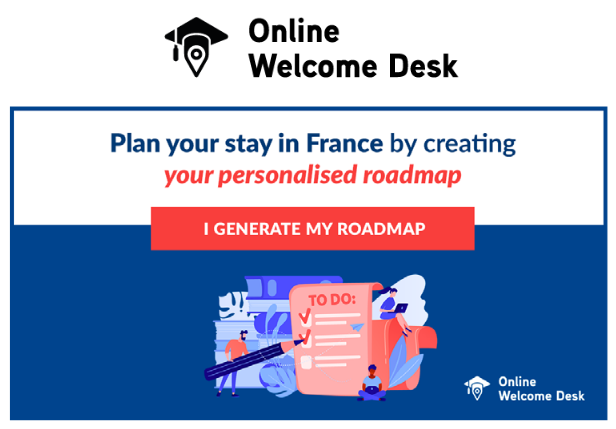 Online
Welcome Desk
Plan your stay in France by creating
your personalised roadmap
I GENERATE MY ROADMAP
TO DO:
Online
Welcome Desk